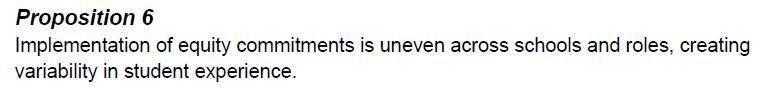 Proposition 6
Implementation of equity commitments is uneven across schools and roles, creating
variability in student experience.